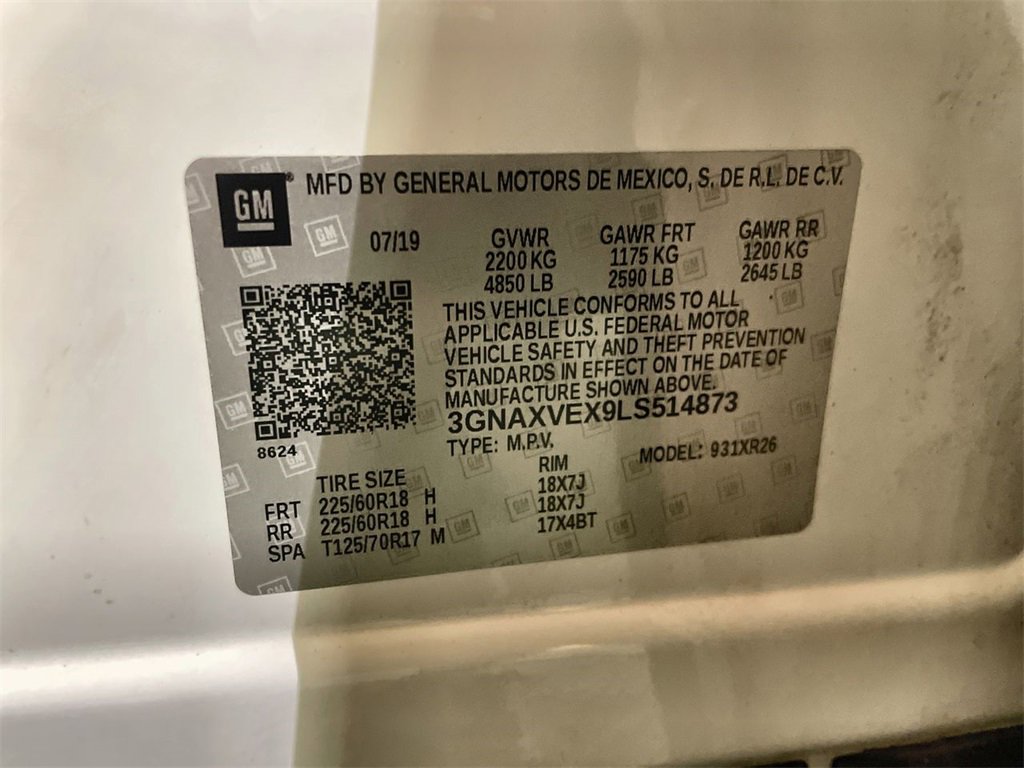 GM® MFD BY GENERAL MOTORS DE MEXICO, S. DE R.L. DE C.V.
07/19 GVWR GAWR FRT GAWR RR
2200 KG 1175 KG 1200 KG
4850 LB 2590 LB 2645 LB
THIS VEHICLE CONFORMS TO ALL
APPLICABLE U.S. FEDERAL MOTOR
VEHICLE SAFETY AND THEFT PREVENTION
STANDARDS IN EFFECT ON THE DATE OF
MANUFACTURE SHOWN ABOVE.
3GNAXVEX9LS514873
8624 TYPE: M.P.V. MODEL: 931XR26
TIRE SIZE RIM
FRT 225/60R18 H 18X7J
RR 225/60R18 H 18X7J
SPA T125/70R17 M 17X4BT